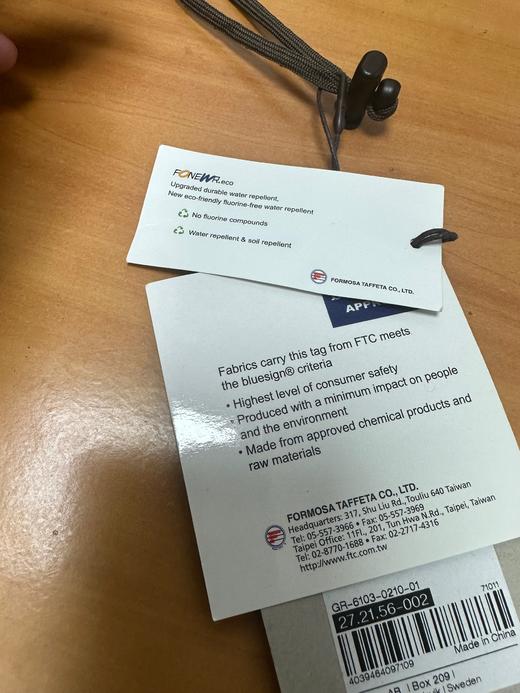 FONEWR.eco
Upgraded durable water repellent,
New eco-friendly fluorine-free water repellent
No fluorine compounds
Water repellent & soil repellent
FORMOSA TAFFETA CO., LTD.
Fabrics carry this tag from FTC meets
the bluesign® criteria
• Highest level of consumer safety
• Produced with a minimum impact on people
and the environment
• Made from approved chemical products and
raw materials
FORMOSA TAFFETA CO., LTD.
Headquarters: 317, Shu Liu Rd.,Touliu 640 Taiwan
Tel: 05-557-3966 • Fax: 05-557-3969
Taipei Office: 11Fl., 201, Tun Hwa N.Rd., Taipei, Taiwan
Tel: 02-8770-1688 • Fax: 02-2717-4316
http://www.ftc.com.tw
GR-6103-0210-01
71011
27.21.56-002
4039464097109
Made in China
AB | Box 209 |
Sweden